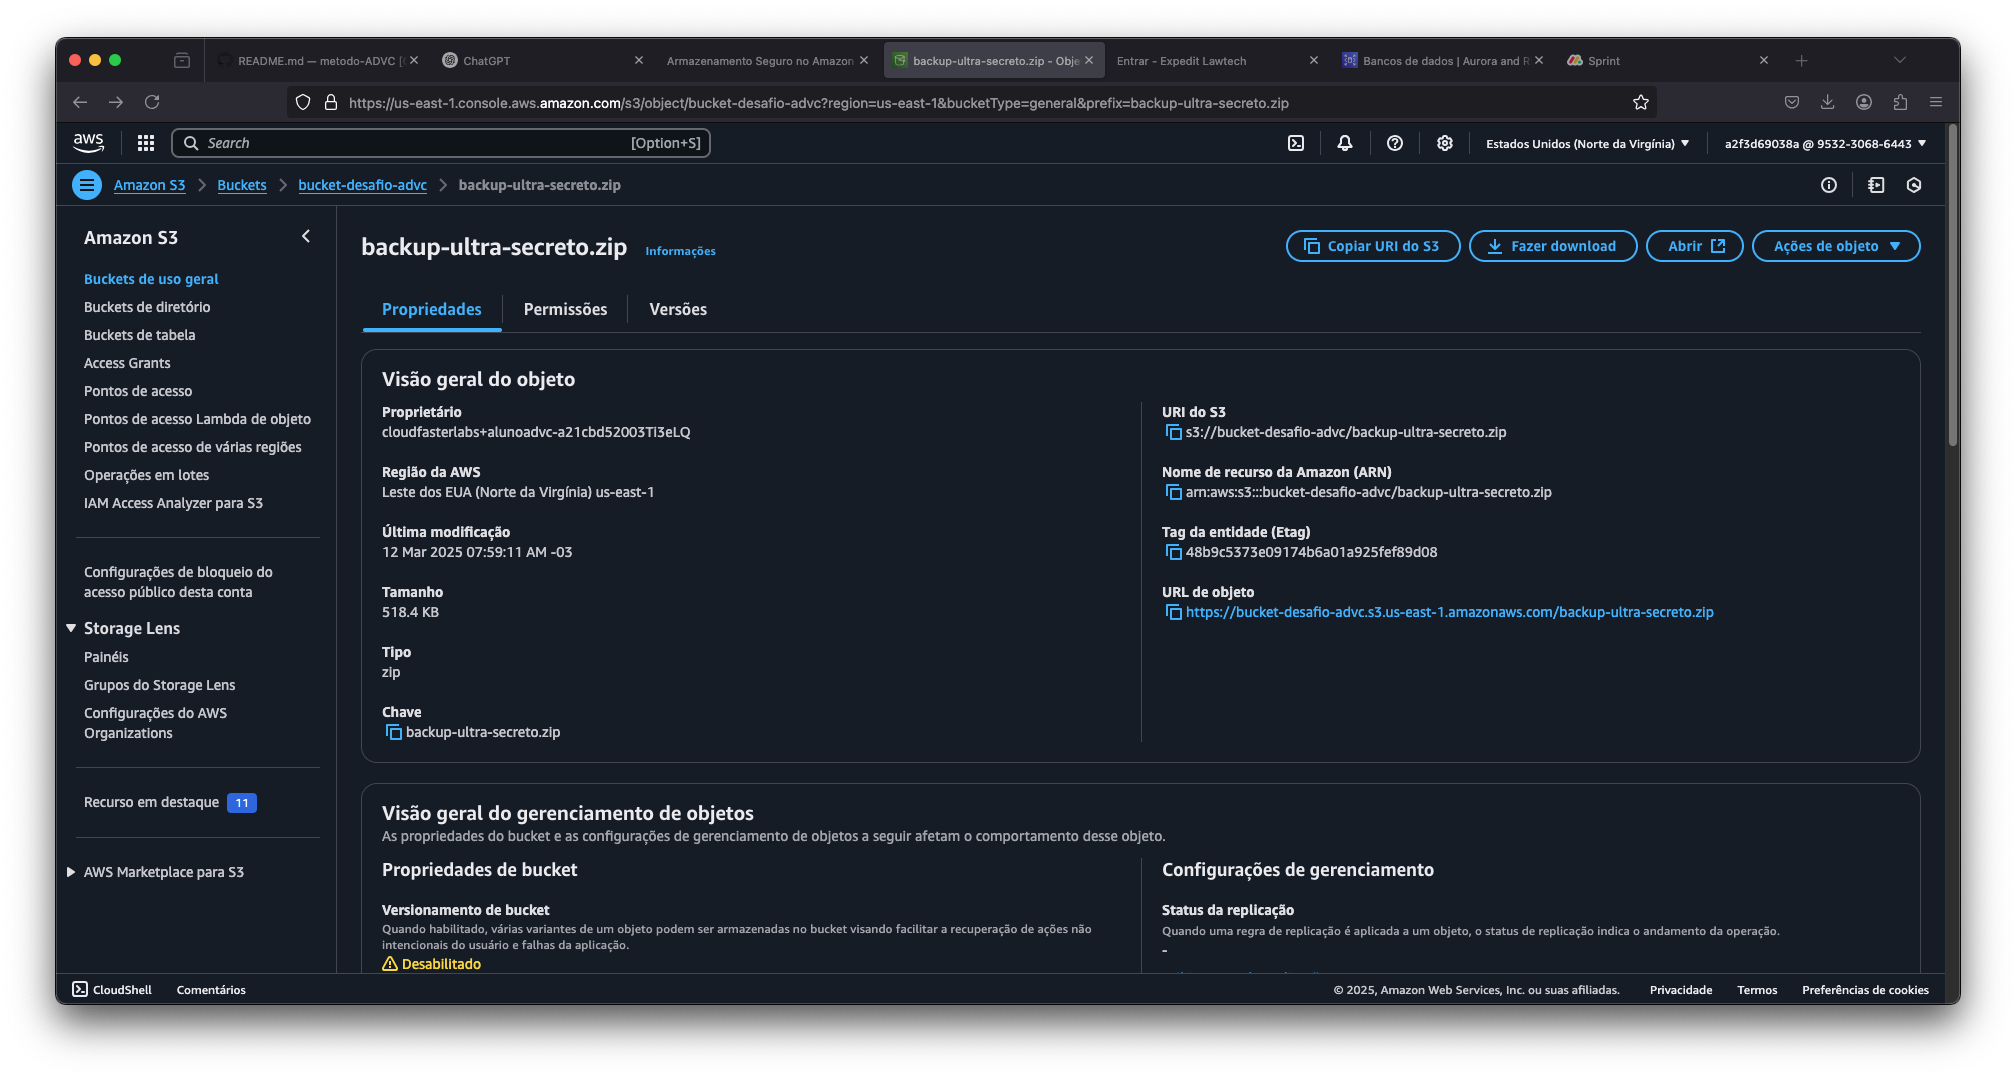 README.md — metodo-ADVC [
ChatGPT
Armazenamento Seguro no Amazon
backup-ultra-secreto.zip - Obje
Entrar - Expedit Lawtech
Bancos de dados | Aurora and R
Sprint
https://us-east-1.console.aws.amazon.com/s3/object/bucket-desafio-advc?region=us-east-1&bucketType=general&prefix=backup-ultra-secreto.zip
aws
Search
[Option+S]
Estados Unidos (Norte da Virgínia)
a2f3d69038a @ 9532-3068-6443
Amazon S3
Buckets
bucket-desafio-advc
backup-ultra-secreto.zip
Amazon S3
Buckets de uso geral
Buckets de diretório
Buckets de tabela
Access Grants
Pontos de acesso
Pontos de acesso Lambda de objeto
Pontos de acesso de várias regiões
Operações em lotes
IAM Access Analyzer para S3
Configurações de bloqueio do
acesso público desta conta
Storage Lens
Painéis
Grupos do Storage Lens
Configurações do AWS
Organizations
Recurso em destaque 11
AWS Marketplace para S3
backup-ultra-secreto.zip Informações
Copiar URI do S3
Fazer download
Abrir
Ações de objeto
Propriedades
Permissões
Versões
Visão geral do objeto
Proprietário
cloudfasterlabs+alunoadvc-a21cbd52003Ti3eLQ
Região da AWS
Leste dos EUA (Norte da Virgínia) us-east-1
Última modificação
12 Mar 2025 07:59:11 AM -03
Tamanho
518.4 KB
Tipo
zip
Chave
backup-ultra-secreto.zip
URI do S3
s3://bucket-desafio-advc/backup-ultra-secreto.zip
Nome de recurso da Amazon (ARN)
arn:aws:s3:::bucket-desafio-advc/backup-ultra-secreto.zip
Tag da entidade (Etag)
48b9c5373e09174b6a01a925fef89d08
URL de objeto
https://bucket-desafio-advc.s3.us-east-1.amazonaws.com/backup-ultra-secreto.zip
Visão geral do gerenciamento de objetos
As propriedades do bucket e as configurações de gerenciamento de objetos a seguir afetam o comportamento desse objeto.
Propriedades de bucket
Versionamento de bucket
Quando habilitado, várias variantes de um objeto podem ser armazenadas no bucket visando facilitar a recuperação de ações não
intencionais do usuário e falhas da aplicação.
Desabilitado
Configurações de gerenciamento
Status da replicação
Quando uma regra de replicação é aplicada a um objeto, o status de replicação indica o andamento da operação.
-
CloudShell
Comentários
© 2025, Amazon Web Services, Inc. ou suas afiliadas.
Privacidade
Termos
Preferências de cookies